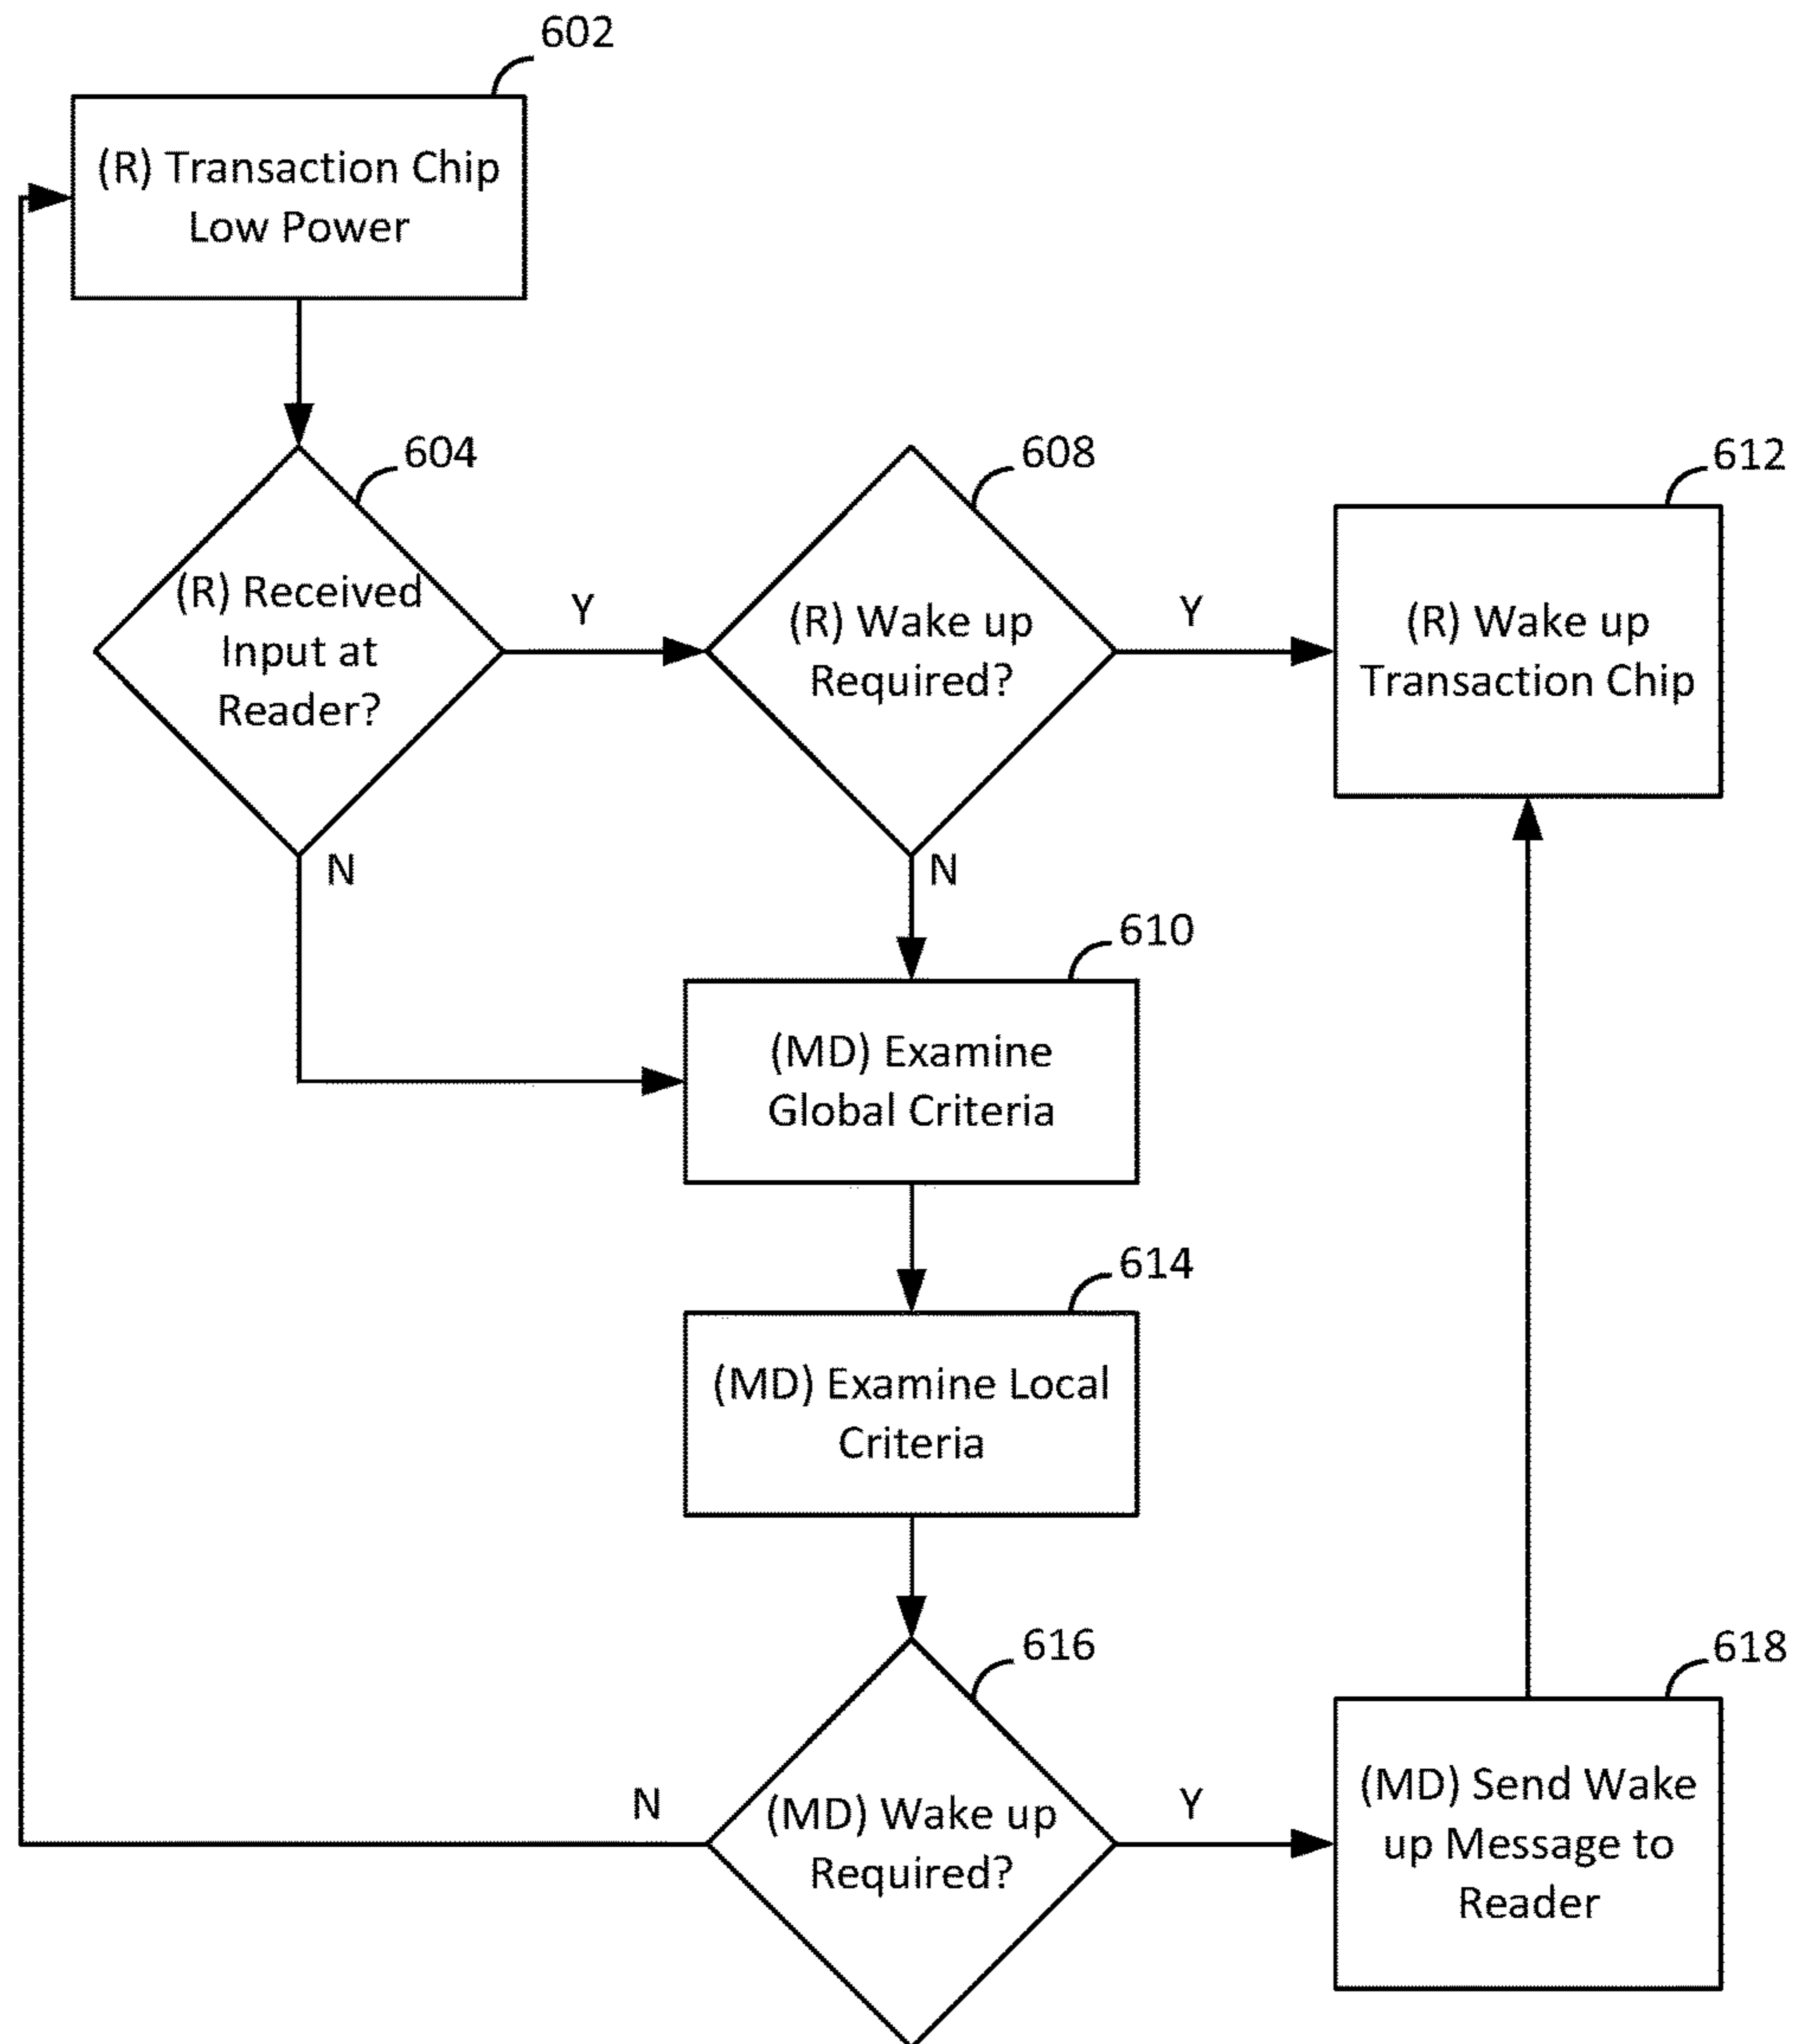 602
(R) Transaction Chip
Low Power
604
(R) Received
Input at
Reader?
Y
N
608
(R) Wake up
Required?
Y
N
612
(R) Wake up
Transaction Chip
610
(MD) Examine
Global Criteria
614
(MD) Examine Local
Criteria
616
(MD) Wake up
Required?
N
Y
618
(MD) Send Wake
up Message to
Reader